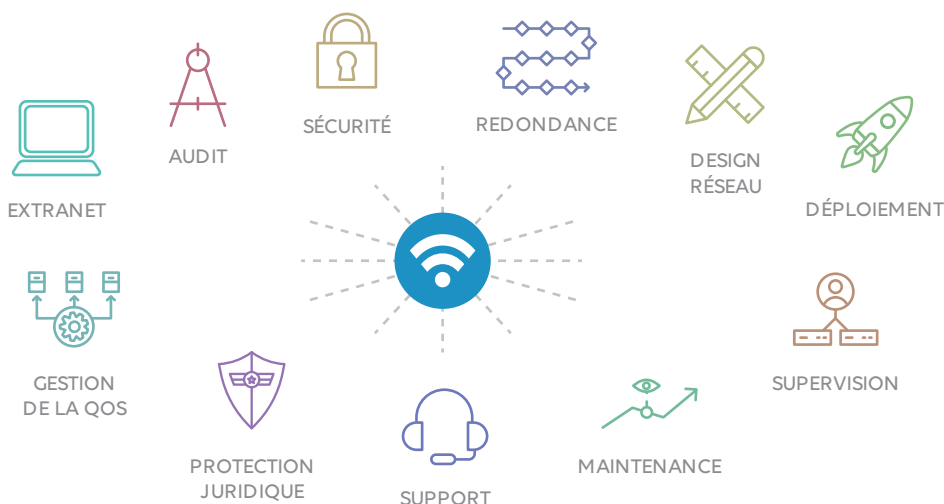 SÉCURITÉ
REDONDANCE
AUDIT
DESIGN
RÉSEAU
EXTRANET
DÉPLOIEMENT
GESTION
DE LA QOS
SUPERVISION
PROTECTION
JURIDIQUE
MAINTENANCE
SUPPORT